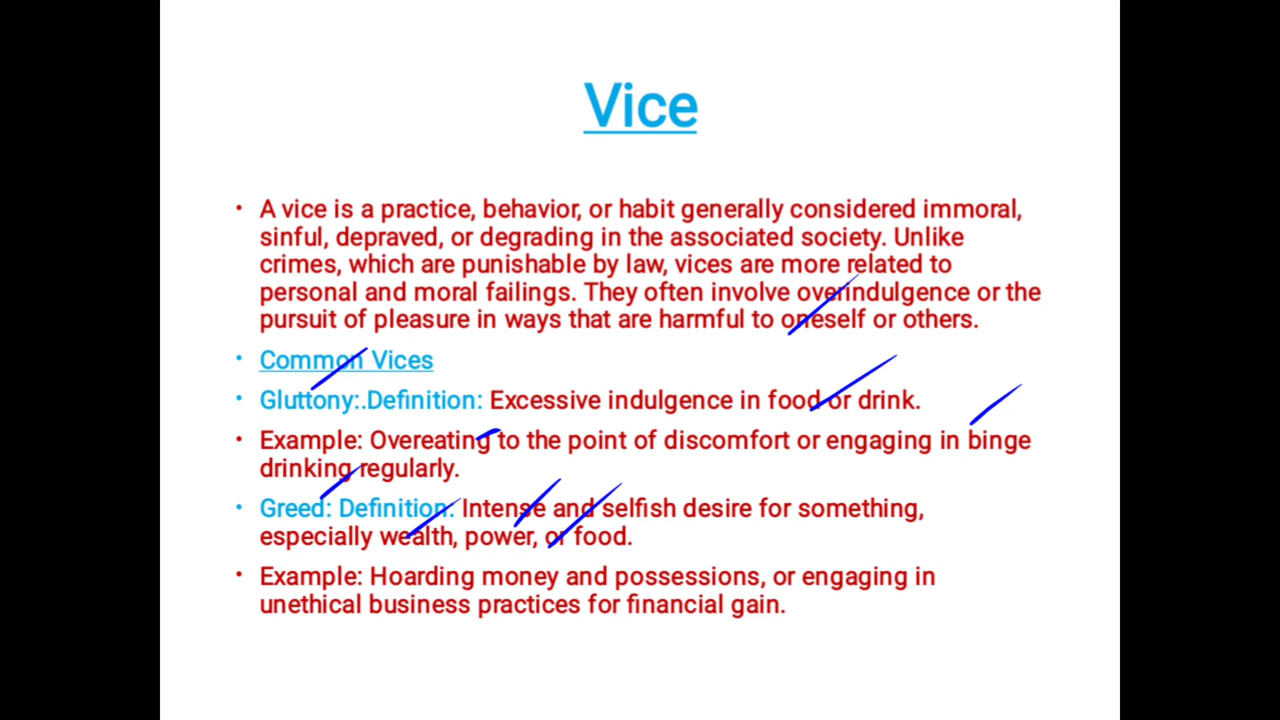 Vice
• A vice is a practice, behavior, or habit generally considered immoral,
sinful, depraved, or degrading in the associated society. Unlike
crimes, which are punishable by law, vices are more related to
personal and moral failings. They often involve overindulgence or the
pursuit of pleasure in ways that are harmful to oneself or others.
• Common Vices
• Gluttony:.Definition: Excessive indulgence in food or drink.
• Example: Overeating to the point of discomfort or engaging in binge
drinking regularly.
• Greed: Definition: Intense and selfish desire for something,
especially wealth, power, or food.
• Example: Hoarding money and possessions, or engaging in
unethical business practices for financial gain.